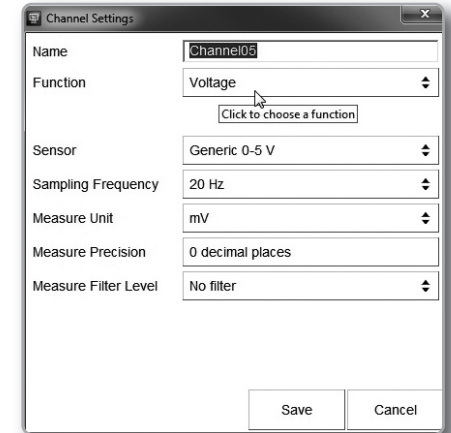 Channel Settings
x
Name Channel05
Function Voltage
Click to choose a function
Sensor Generic 0-5 V
Sampling Frequency 20 Hz
Measure Unit mV
Measure Precision 0 decimal places
Measure Filter Level No filter
Save Cancel